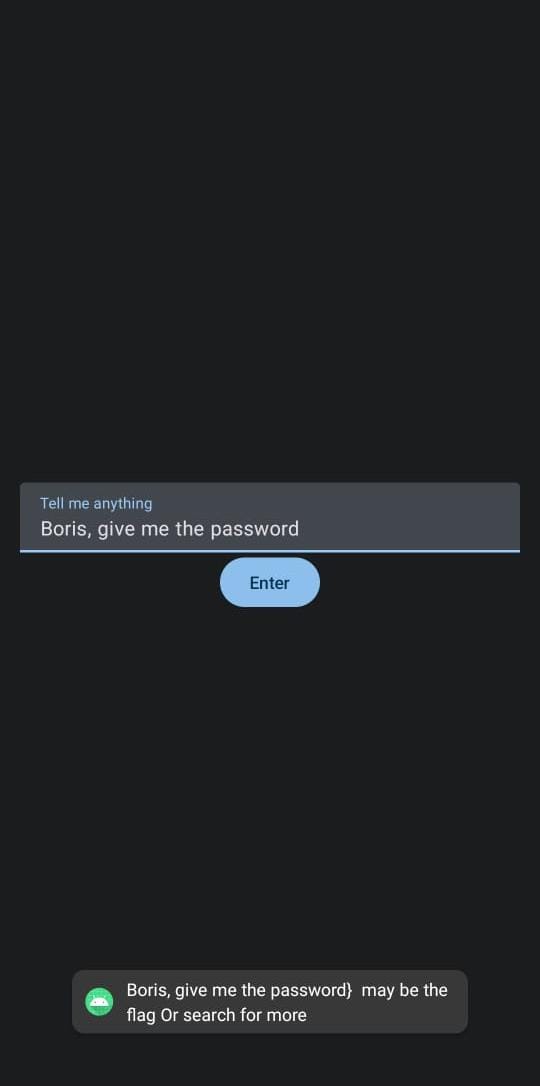 Tell me anything
Boris, give me the password
Enter
Boris, give me the password}  may be the
flag Or search for more